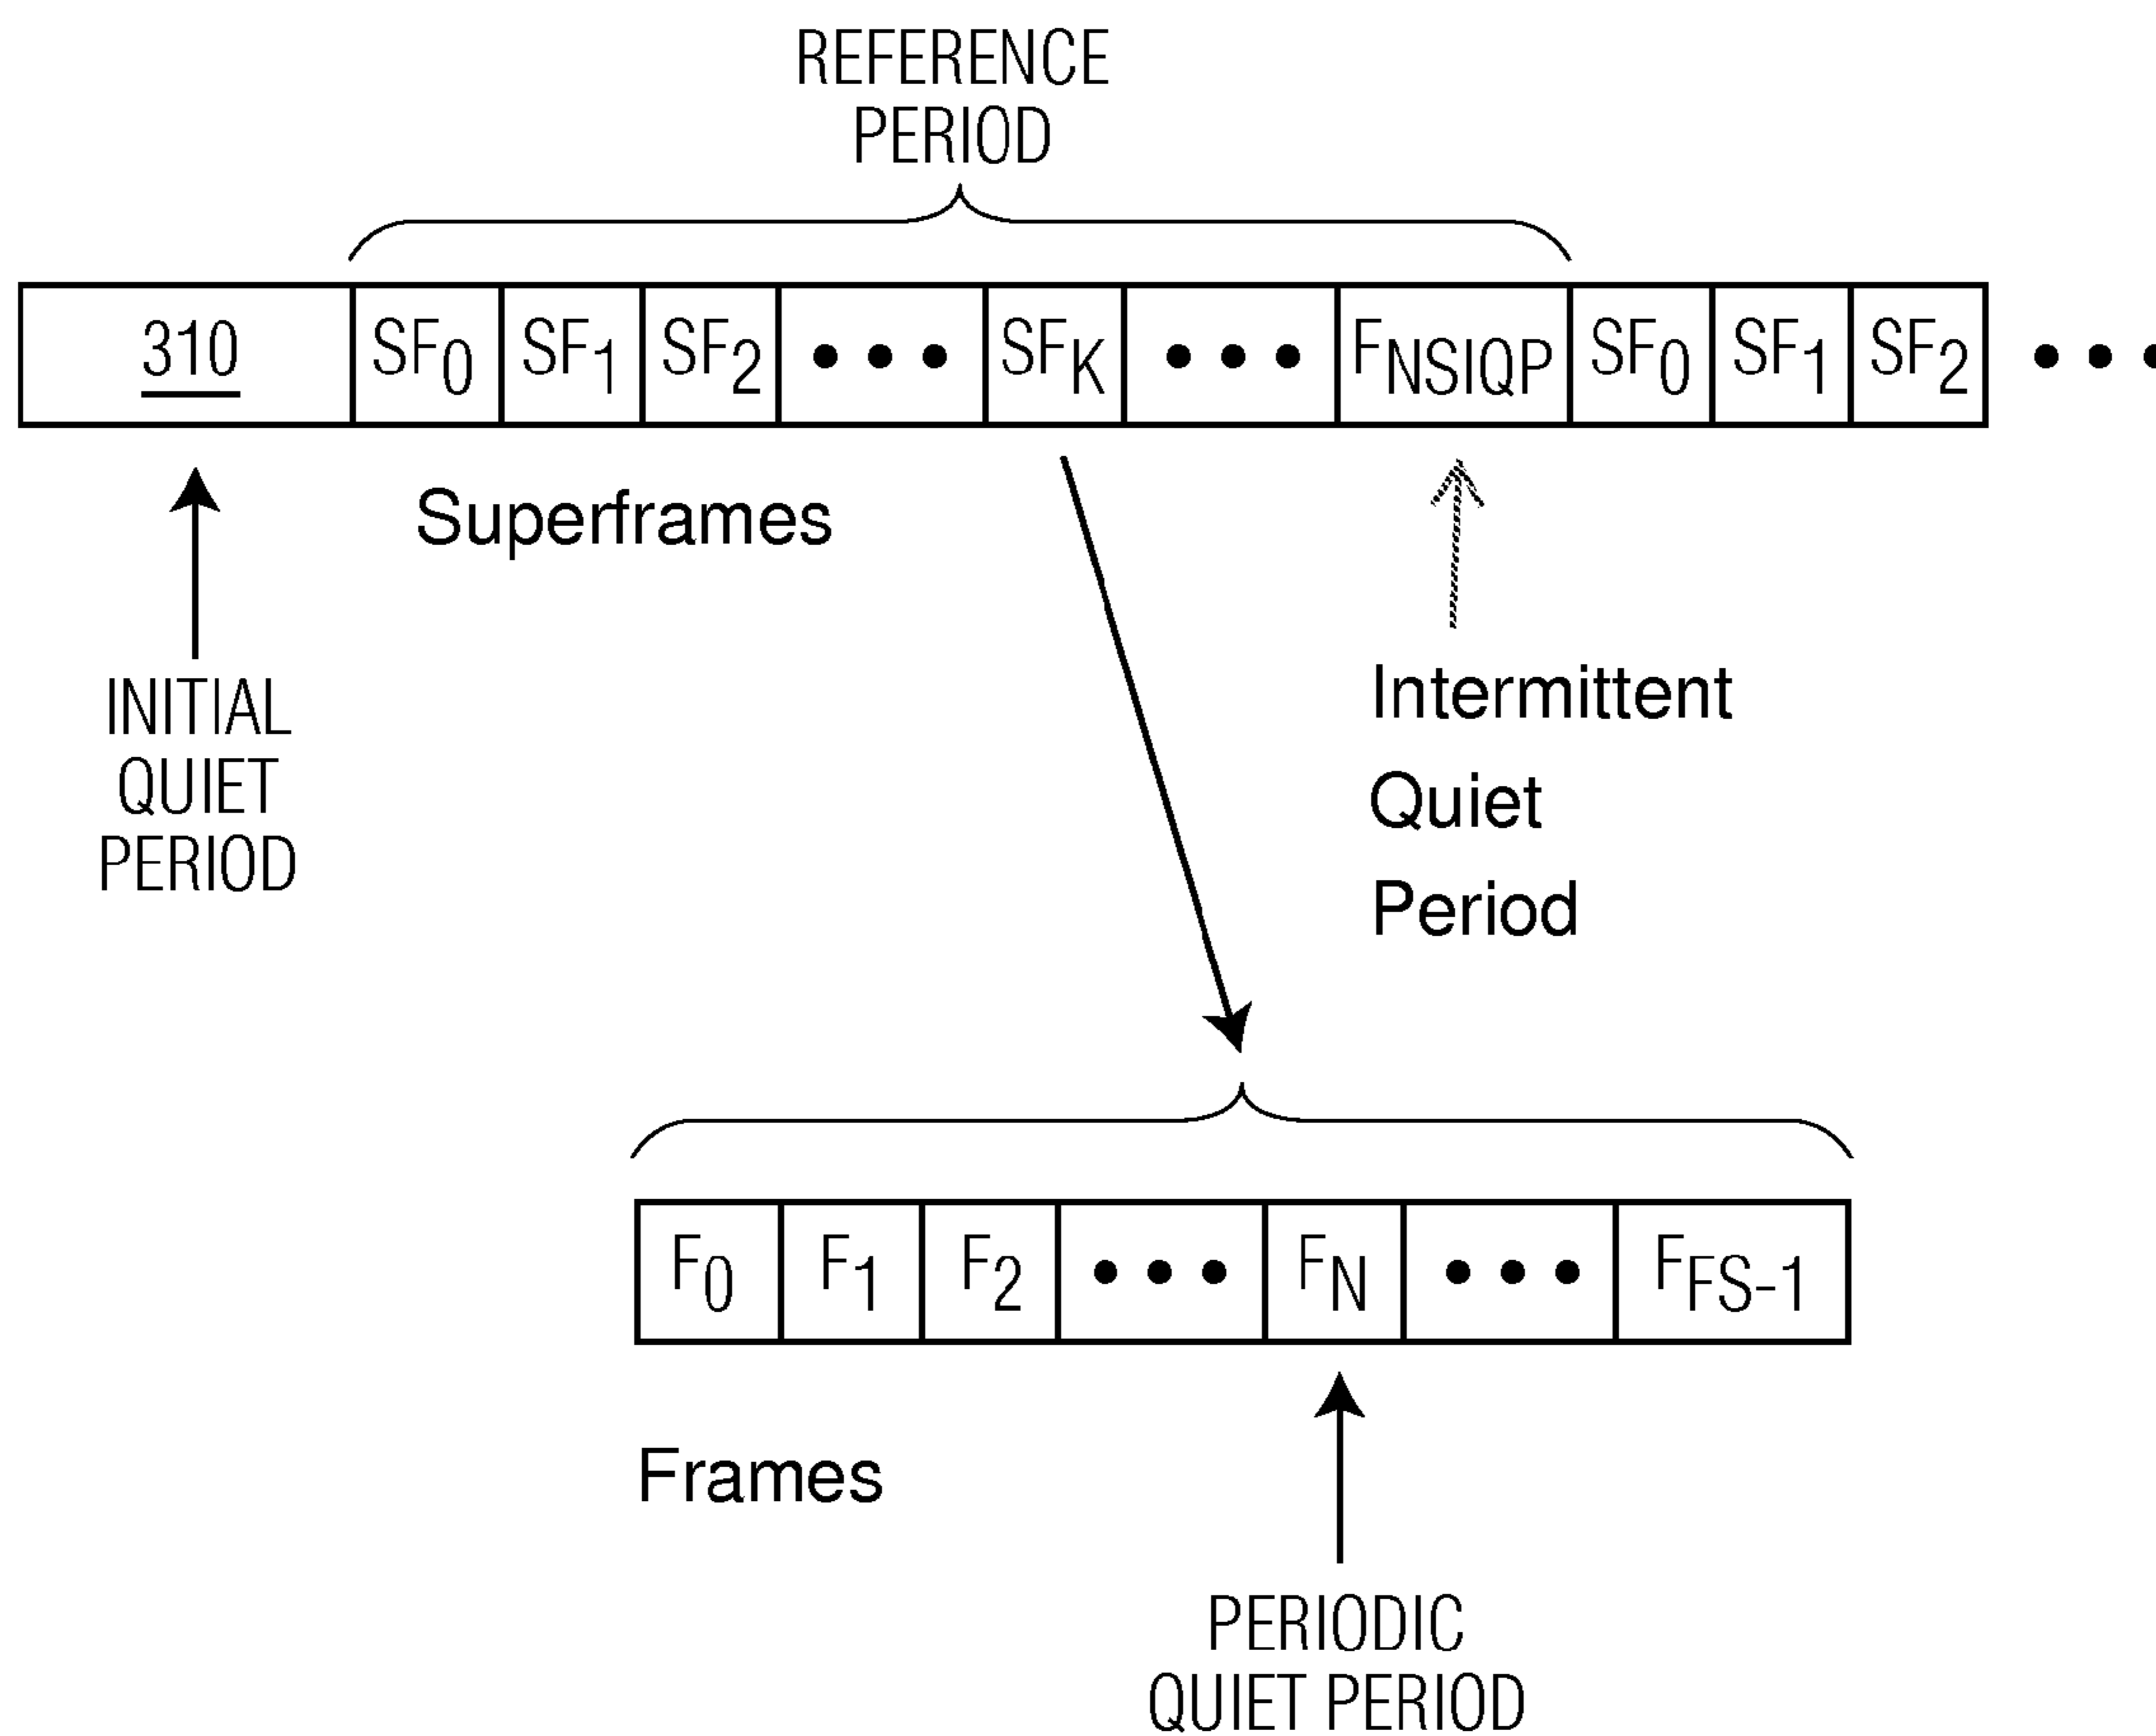 REFERENCE
PERIOD
310 SF0 SF1 SF2 ••• SFK ••• FNSIQP SF0 SF1 SF2 •••
Superframes
INITIAL
QUIET
PERIOD
Intermittent
Quiet
Period
F0 F1 F2 ••• FN ••• FFS-1
Frames
PERIODIC
QUIET PERIOD